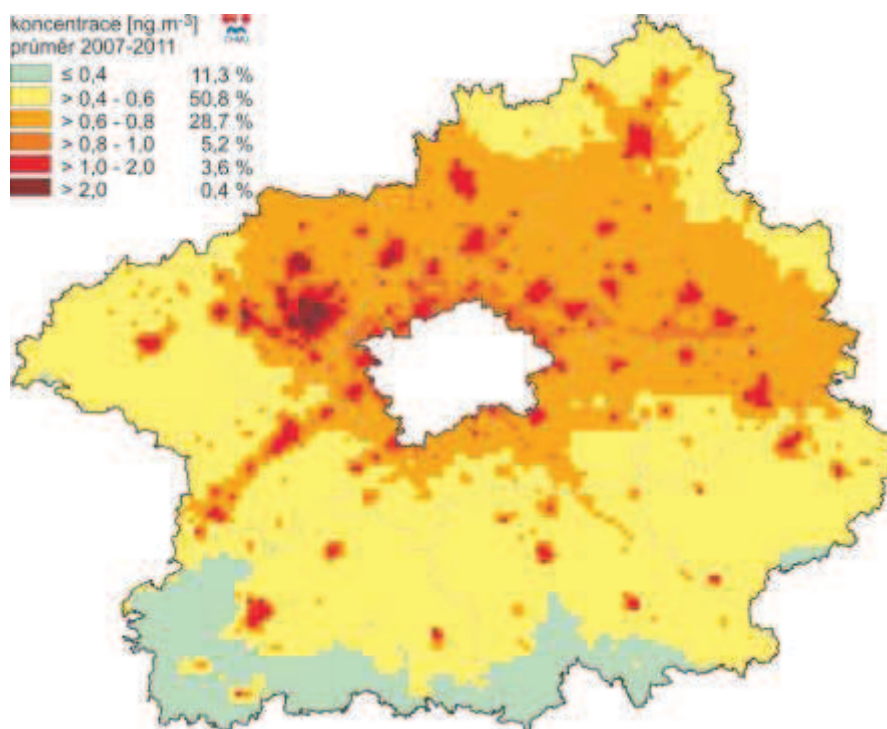 koncentrace [ng.m-3]
průměr 2007-2011
≤ 0,4 11,3 %
> 0,4 - 0,6 50,8 %
> 0,6 - 0,8 28,7 %
> 0,8 - 1,0 5,2 %
> 1,0 - 2,0 3,6 %
> 2,0 0,4 %